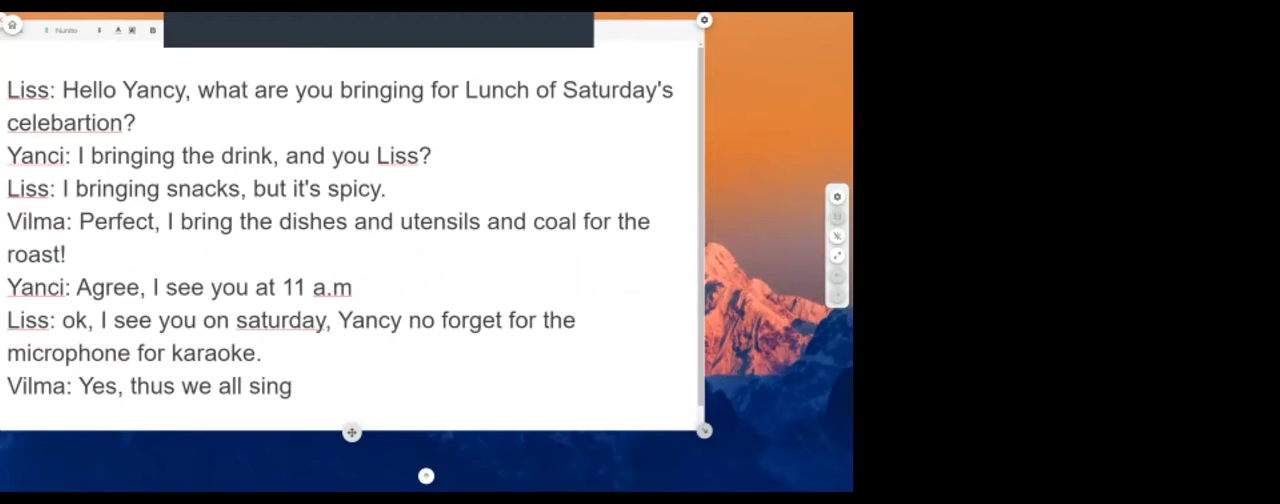 Nunito A B
Liss: Hello Yancy, what are you bringing for Lunch of Saturday's
celebartion?
Yanci: I bringing the drink, and you Liss?
Liss: I bringing snacks, but it's spicy.
Vilma: Perfect, I bring the dishes and utensils and coal for the
roast!
Yanci: Agree, I see you at 11 a.m
Liss: ok, I see you on saturday, Yancy no forget for the
microphone for karaoke.
Vilma: Yes, thus we all sing